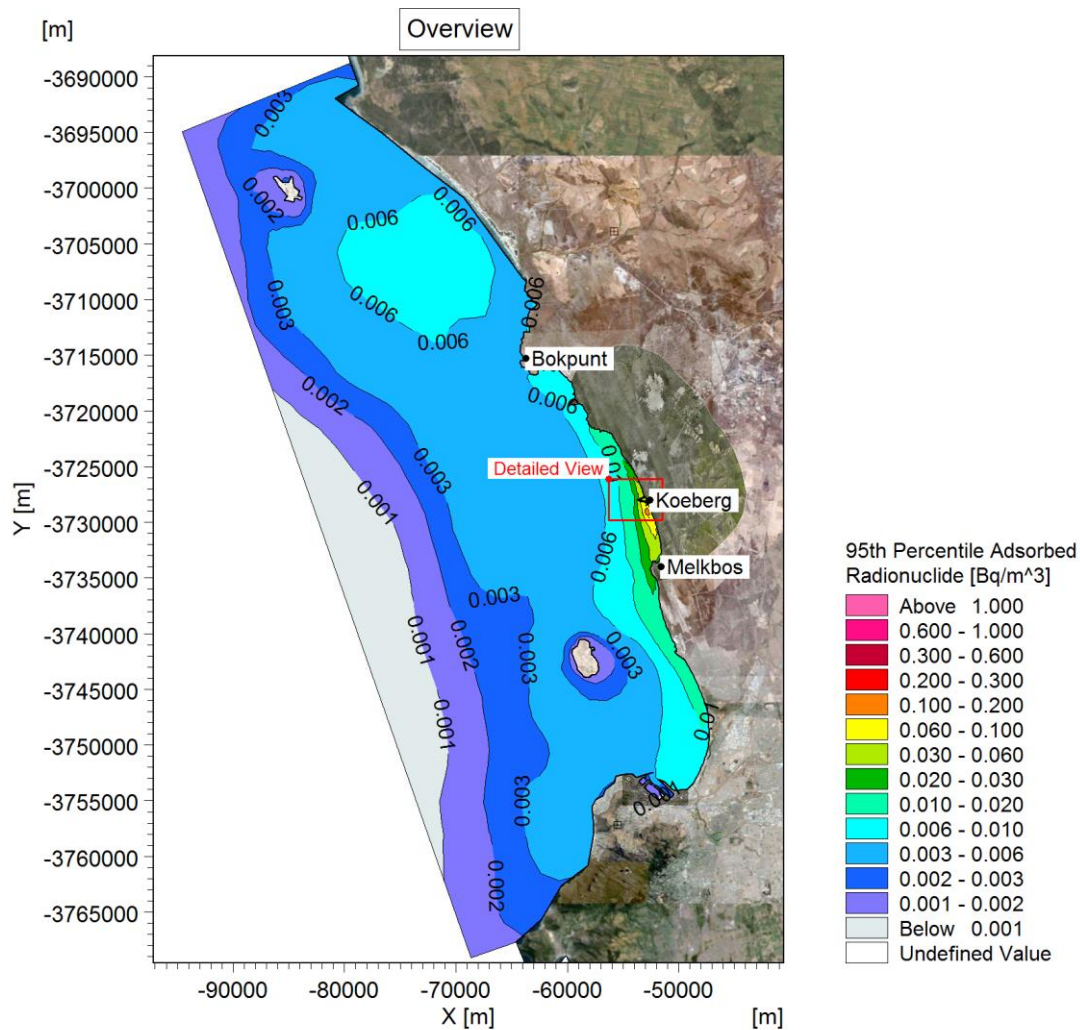 Overview
[m]
-3690000
-3695000
-3700000
-3705000
-3710000
-3715000
-3720000
-3725000
-3730000
-3735000
-3740000
-3745000
-3750000
-3755000
-3760000
-3765000
Y [m]
0.003
0.002
0.006
0.006
0.006
0.006
0.006
0.003
Bokpunt
0.002
0.006
0.003
0.01
Detailed View
0.001
Koeberg
0.006
Melkbos
0.003
0.001
0.002
0.003
0.003
0.001
0.01
0.003
0.002
-90000
-80000
-70000
-60000
-50000
X [m]
[m]
95th Percentile Adsorbed
Radionuclide [Bq/m^3]
Above 1.000
0.600 - 1.000
0.300 - 0.600
0.200 - 0.300
0.100 - 0.200
0.060 - 0.100
0.030 - 0.060
0.020 - 0.030
0.010 - 0.020
0.006 - 0.010
0.003 - 0.006
0.002 - 0.003
0.001 - 0.002
Below 0.001
Undefined Value